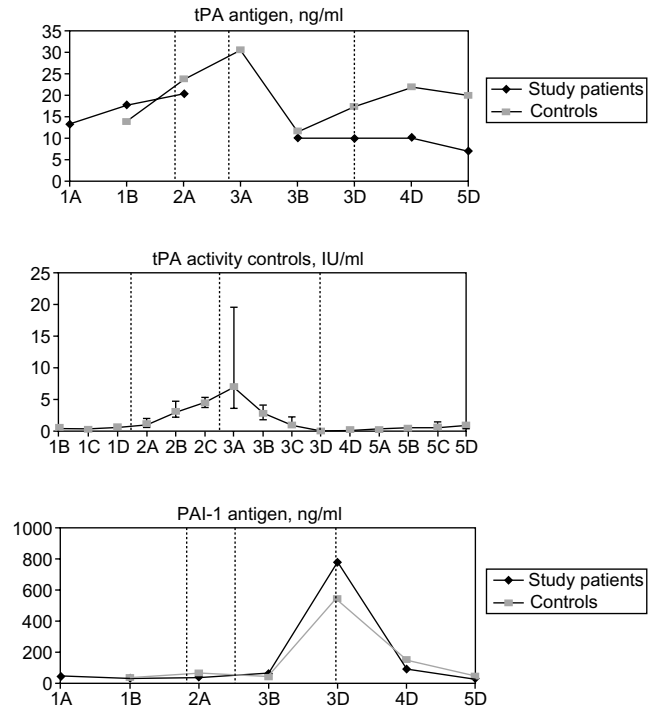 tPA antigen, ng/ml
35
30
25
20
15
10
5
0
1A 1B 2A 3A 3B 3D 4D 5D
Study patients
Controls
tPA activity controls, IU/ml
25
20
15
10
5
0
1B 1C 1D 2A 2B 2C 3A 3B 3C 3D 4D 5A 5B 5C 5D
PAI-1 antigen, ng/ml
1000
800
600
400
200
0
1A 1B 2A 3B 3D 4D 5D
Study patients
Controls